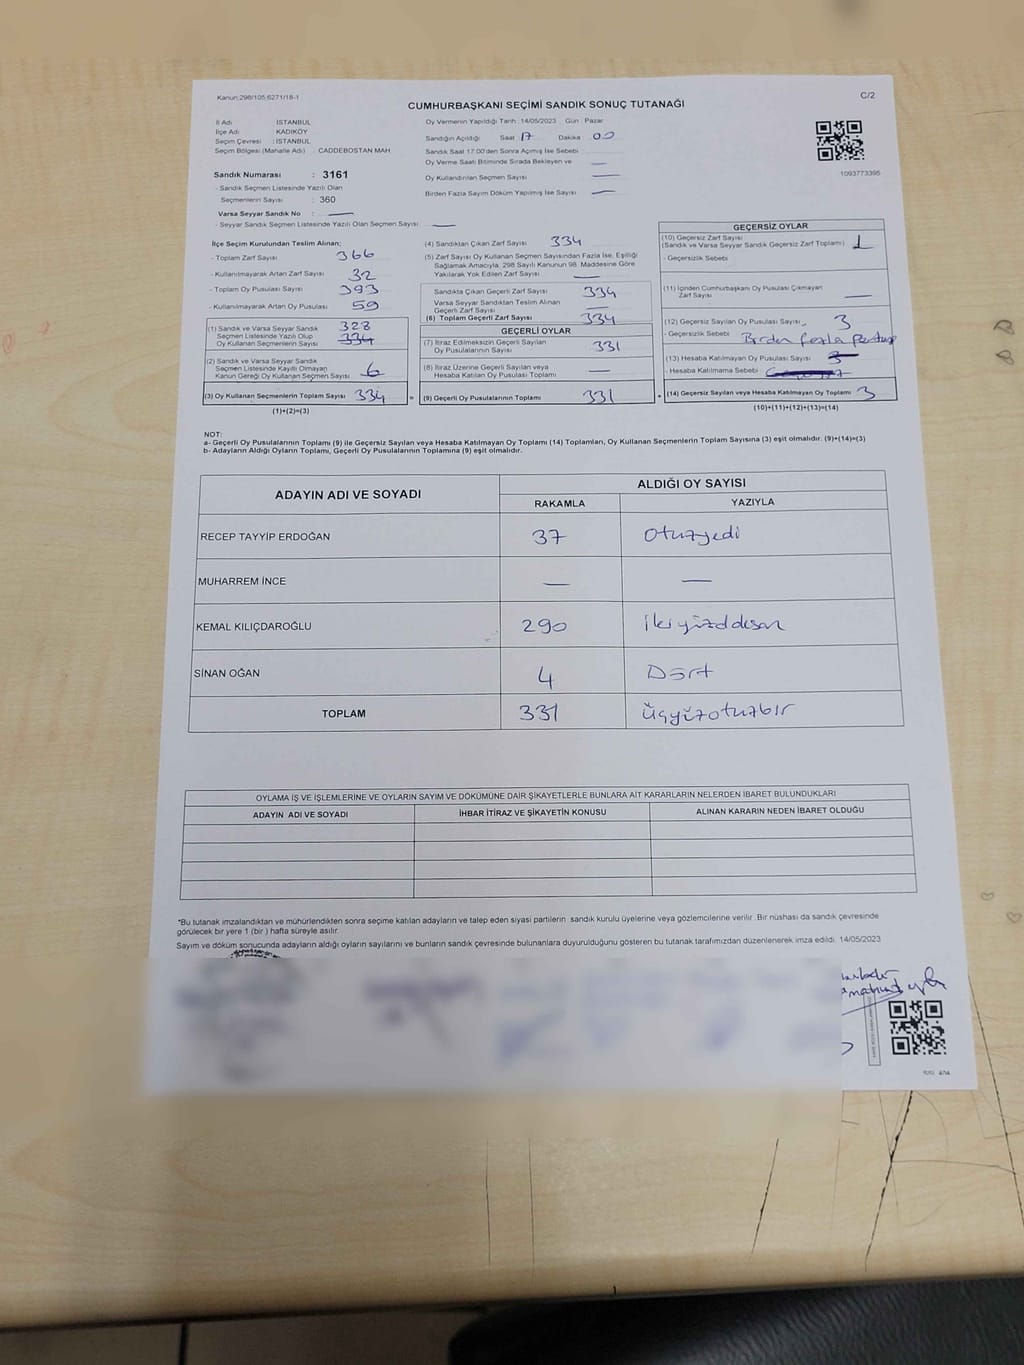 Kanun;298/105;6271/18-1
C/2
CUMHURBAŞKANI SEÇİMİ SANDIK SONUÇ TUTANAĞI
İl Adı : İSTANBUL
İlçe Adı : KADIKÖY
Seçim Çevresi : İSTANBUL
Seçim Bölgesi (Mahalle Adı) : CADDEBOSTAN MAH
Sandık Numarası : 3161
- Sandık Seçmen Listesinde Yazılı Olan
Seçmenlerin Sayısı : 360
Varsa Seyyar Sandık No : —
- Seyyar Sandık Seçmen Listesinde Yazılı Olan Seçmen Sayısı : —
Oy Vermenin Yapıldığı Tarih :14/05/2023 Gün : Pazar
Sandığın Açıldığı Saat 17 Dakika 00
Sandık Saat 17:00'den Sonra Açılmış İse Sebebi
Oy Verme Saati Bitiminde Sırada Bekleyen ve —
Oy Kullandırılan Seçmen Sayısı —
Birden Fazla Sayım Döküm Yapılmış İse Sayısı —
1093773395
İlçe Seçim Kurulundan Teslim Alınan;
- Toplam Zarf Sayısı 366
- Kullanılmayarak Artan Zarf Sayısı 32
- Toplam Oy Pusulası Sayısı 393
- Kullanılmayarak Artan Oy Pusulası 59
(1) Sandık ve Varsa Seyyar Sandık
Seçmen Listesinde Yazılı Olup
Oy Kullanan Seçmenlerin Sayısı 328 334
(2) Sandık ve Varsa Seyyar Sandık
Seçmen Listesinde Kayıtlı Olmayan
Kanun Gereği Oy Kullanan Seçmen Sayısı 6
(3) Oy Kullanan Seçmenlerin Toplam Sayısı 334
(1)+(2)=(3)
(4) Sandıktan Çıkan Zarf Sayısı 334
(5) Zarf Sayısı Oy Kullanan Seçmen Sayısından Fazla İse, Eşitliği
Sağlamak Amacıyla, 298 Sayılı Kanunun 98. Maddesine Göre
Yakılarak Yok Edilen Zarf Sayısı —
Sandıkta Çıkan Geçerli Zarf Sayısı 334
Varsa Seyyar Sandıktan Teslim Alınan
Geçerli Zarf Sayısı —
(6) Toplam Geçerli Zarf Sayısı 334
GEÇERLİ OYLAR
(7) İtiraz Edilmeksizin Geçerli Sayılan
Oy Pusulasının Sayısı 331
(8) İtiraz Üzerine Geçerli Sayılan veya
Hesaba Katılan Oy Pusulası Toplamı —
= (9) Geçerli Oy Pusulalarının Toplamı 331
GEÇERSİZ OYLAR
(10) Geçersiz Zarf Sayısı
(Sandık ve Varsa Seyyar Sandık Geçersiz Zarf Toplamı)
- Geçersizlik Sebebi
(11) İçinden Cumhurbaşkanı Oy Pusulası Çıkmayan
Zarf Sayısı —
(12) Geçersiz Sayılan Oy Pusulası Sayısı 3
- Geçersizlik Sebebi Birden fazla
(13) Hesaba Katılmayan Oy Pusulası Sayısı 3
- Hesaba Katılmama Sebebi
+ (14) Geçersiz Sayılan veya Hesaba Katılmayan Oy Toplamı 3
(10)+(11)+(12)+(13)=(14)
NOT:
a- Geçerli Oy Pusulalarının Toplamı (9) ile Geçersiz Sayılan veya Hesaba Katılmayan Oy Toplamı (14) Toplamları, Oy Kullanan Seçmenlerin Toplam Sayısına (3) eşit olmalıdır. (9)+(14)=(3)
b- Adayların Aldığı Oyların Toplamı, Geçerli Oy Pusulalarının Toplamına (9) eşit olmalıdır.
ADAYIN ADI VE SOYADI
ALDIĞI OY SAYISI
RAKAMLA YAZIYLA
RECEP TAYYİP ERDOĞAN 37 Otuzyedi
MUHARREM İNCE — —
KEMAL KILIÇDAROĞLU 290 ikiyüzdoksan
SİNAN OĞAN 4 Dört
TOPLAM 331 Üçyüzotuzbir
OYLAMA İŞ VE İŞLEMLERİNE VE OYLARIN SAYIM VE DÖKÜMÜNE DAİR ŞİKAYETLERLE BUNLARA AİT KARARLARIN NELERDEN İBARET BULUNDUKLARI
ADAYIN ADI VE SOYADI İHBAR İTİRAZ VE ŞİKAYETİN KONUSU ALINAN KARARIN NEDEN İBARET OLDUĞU
*Bu tutanak imzalandıktan ve mühürlendikten sonra seçime katılan adayların ve talep eden siyasi partilerin sandık kurulu üyelerine veya gözlemcilerine verilir. Bir nüshası da sandık çevresinde
görülecek bir yere 1 (bir ) hafta süreyle asılır.
Sayım ve döküm sonucunda adayların aldığı oyların sayılarını ve bunların sandık çevresinde bulunanlara duyurulduğunu gösteren bu tutanak tarafımızdan düzenlenerek imza edildi. 14/05/2023